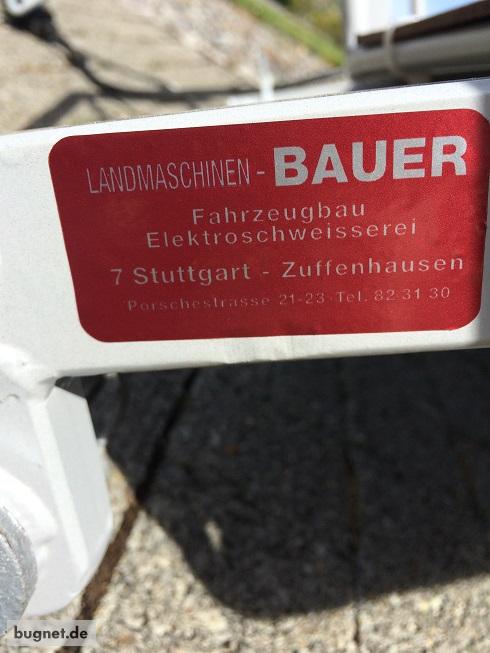 LANDMASCHINEN - BAUER
Fahrzeugbau
Elektroschweisserei
7 Stuttgart - Zuffenhausen
Porschestrasse 21-23 · Tel. 82 31 30
bugnet.de